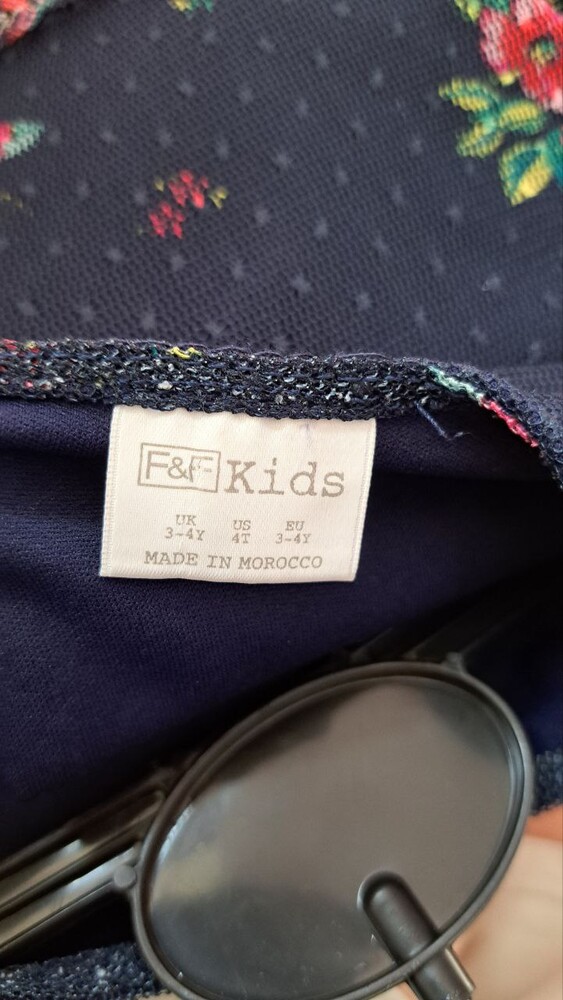 F&F Kids
UK US EU
3-4Y 4T 3-4Y
MADE IN MOROCCO